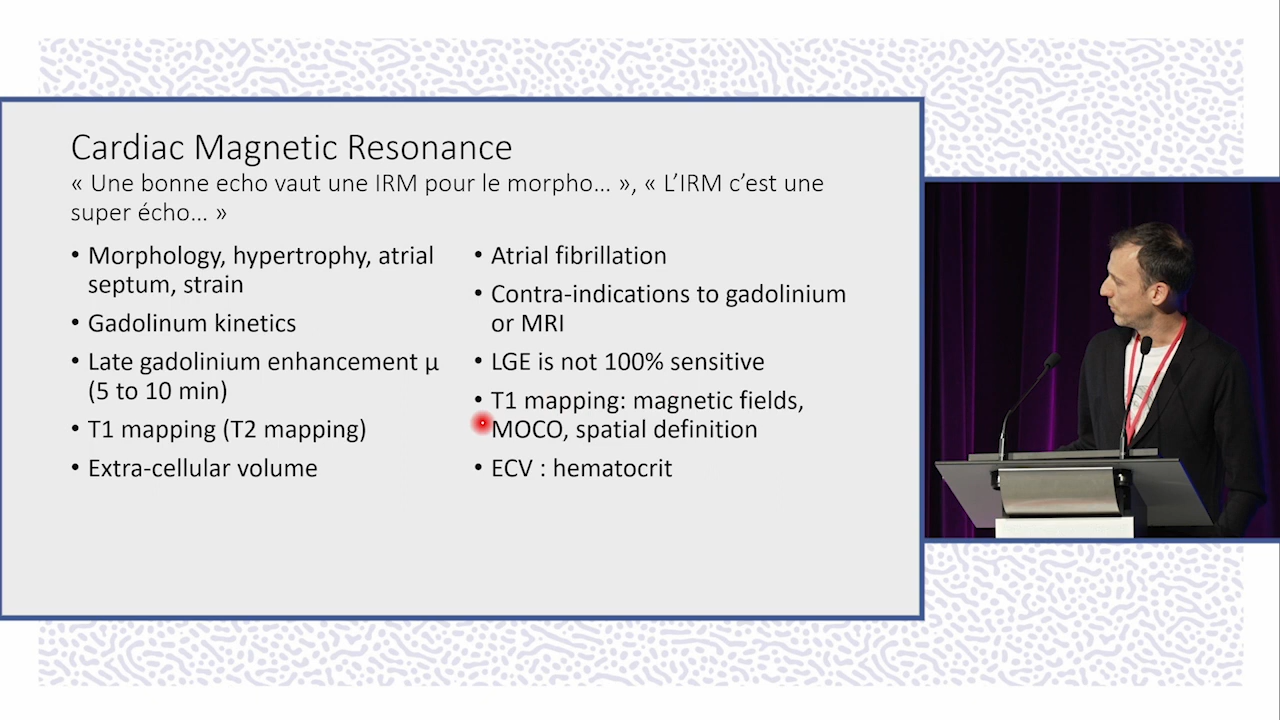 Cardiac Magnetic Resonance
« Une bonne echo vaut une IRM pour le morpho... », « L'IRM c'est une
super écho... »
• Morphology, hypertrophy, atrial
septum, strain
• Gadolinum kinetics
• Late gadolinium enhancement µ
(5 to 10 min)
• T1 mapping (T2 mapping)
• Extra-cellular volume
• Atrial fibrillation
• Contra-indications to gadolinium
or MRI
• LGE is not 100% sensitive
• T1 mapping: magnetic fields,
MOCO, spatial definition
• ECV : hematocrit